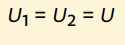 U₁ = U₂ = U